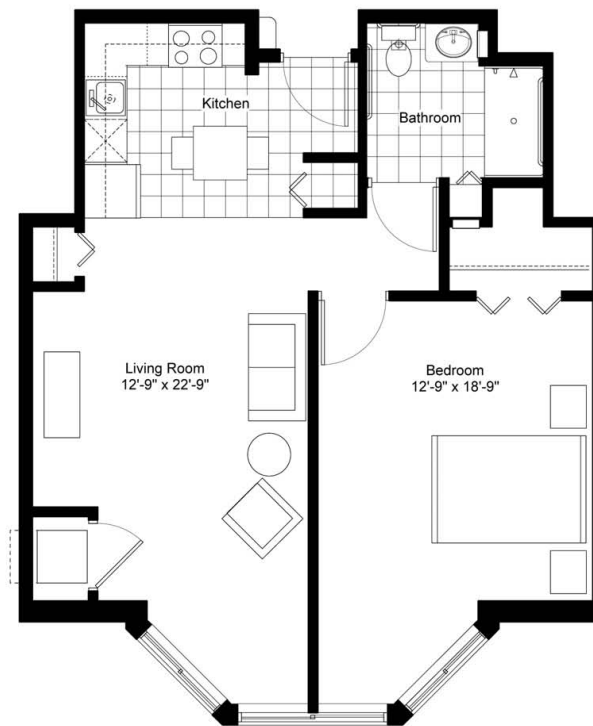 Kitchen
Bathroom
Living Room
12'-9" x 22'-9"
Bedroom
12'-9" x 18'-9"